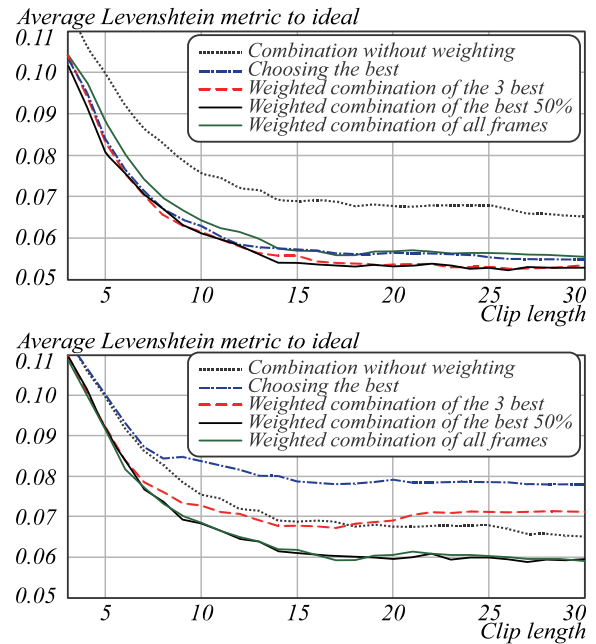 Average Levenshtein metric to ideal
0.11
Combination without weighting
Choosing the best
Weighted combination of the 3 best
Weighted combination of the best 50%
Weighted combination of all frames
0.10
0.09
0.08
0.07
0.06
0.05
5 10 15 20 25 30
Clip length
Average Levenshtein metric to ideal
0.11
Combination without weighting
Choosing the best
Weighted combination of the 3 best
Weighted combination of the best 50%
Weighted combination of all frames
0.10
0.09
0.08
0.07
0.06
0.05
5 10 15 20 25 30
Clip length